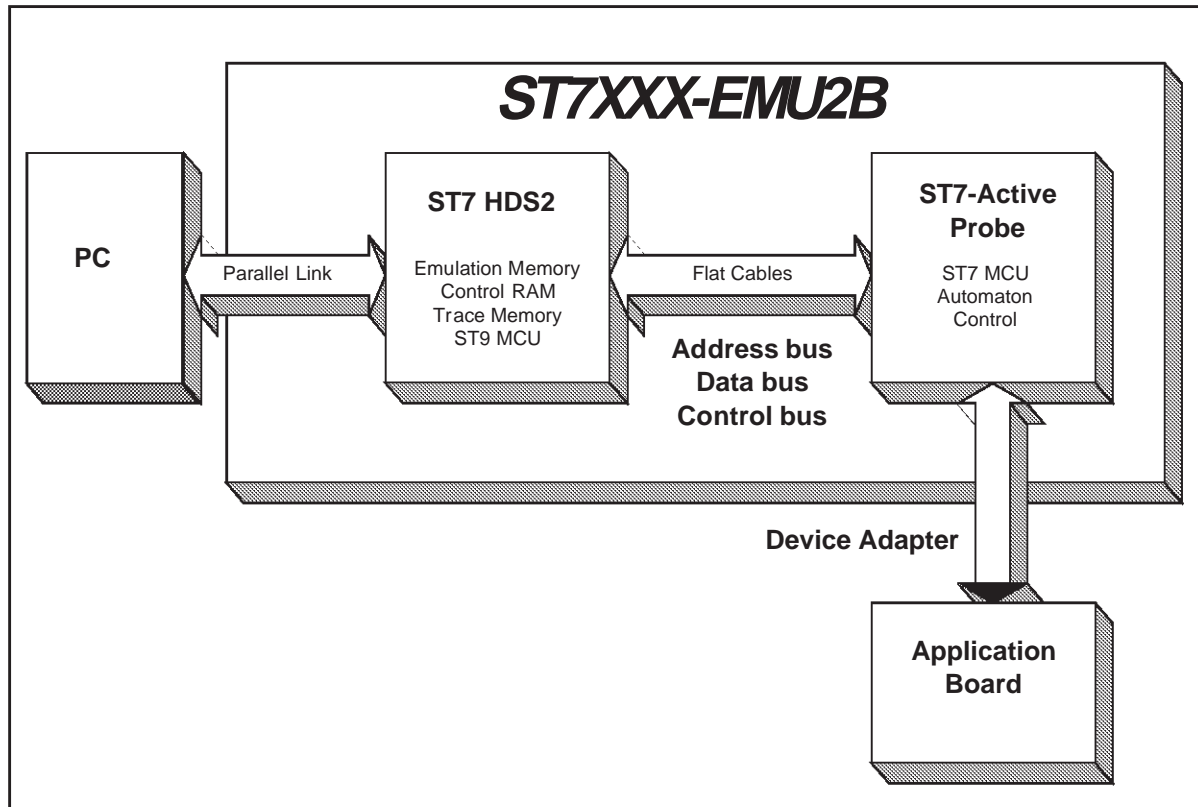 ST7XXX-EMU2B
PC
Parallel Link
ST7 HDS2
Emulation Memory
Control RAM
Trace Memory
ST9 MCU
Flat Cables
Address bus
Data bus
Control bus
ST7-Active
Probe
ST7 MCU
Automaton
Control
Device Adapter
Application
Board